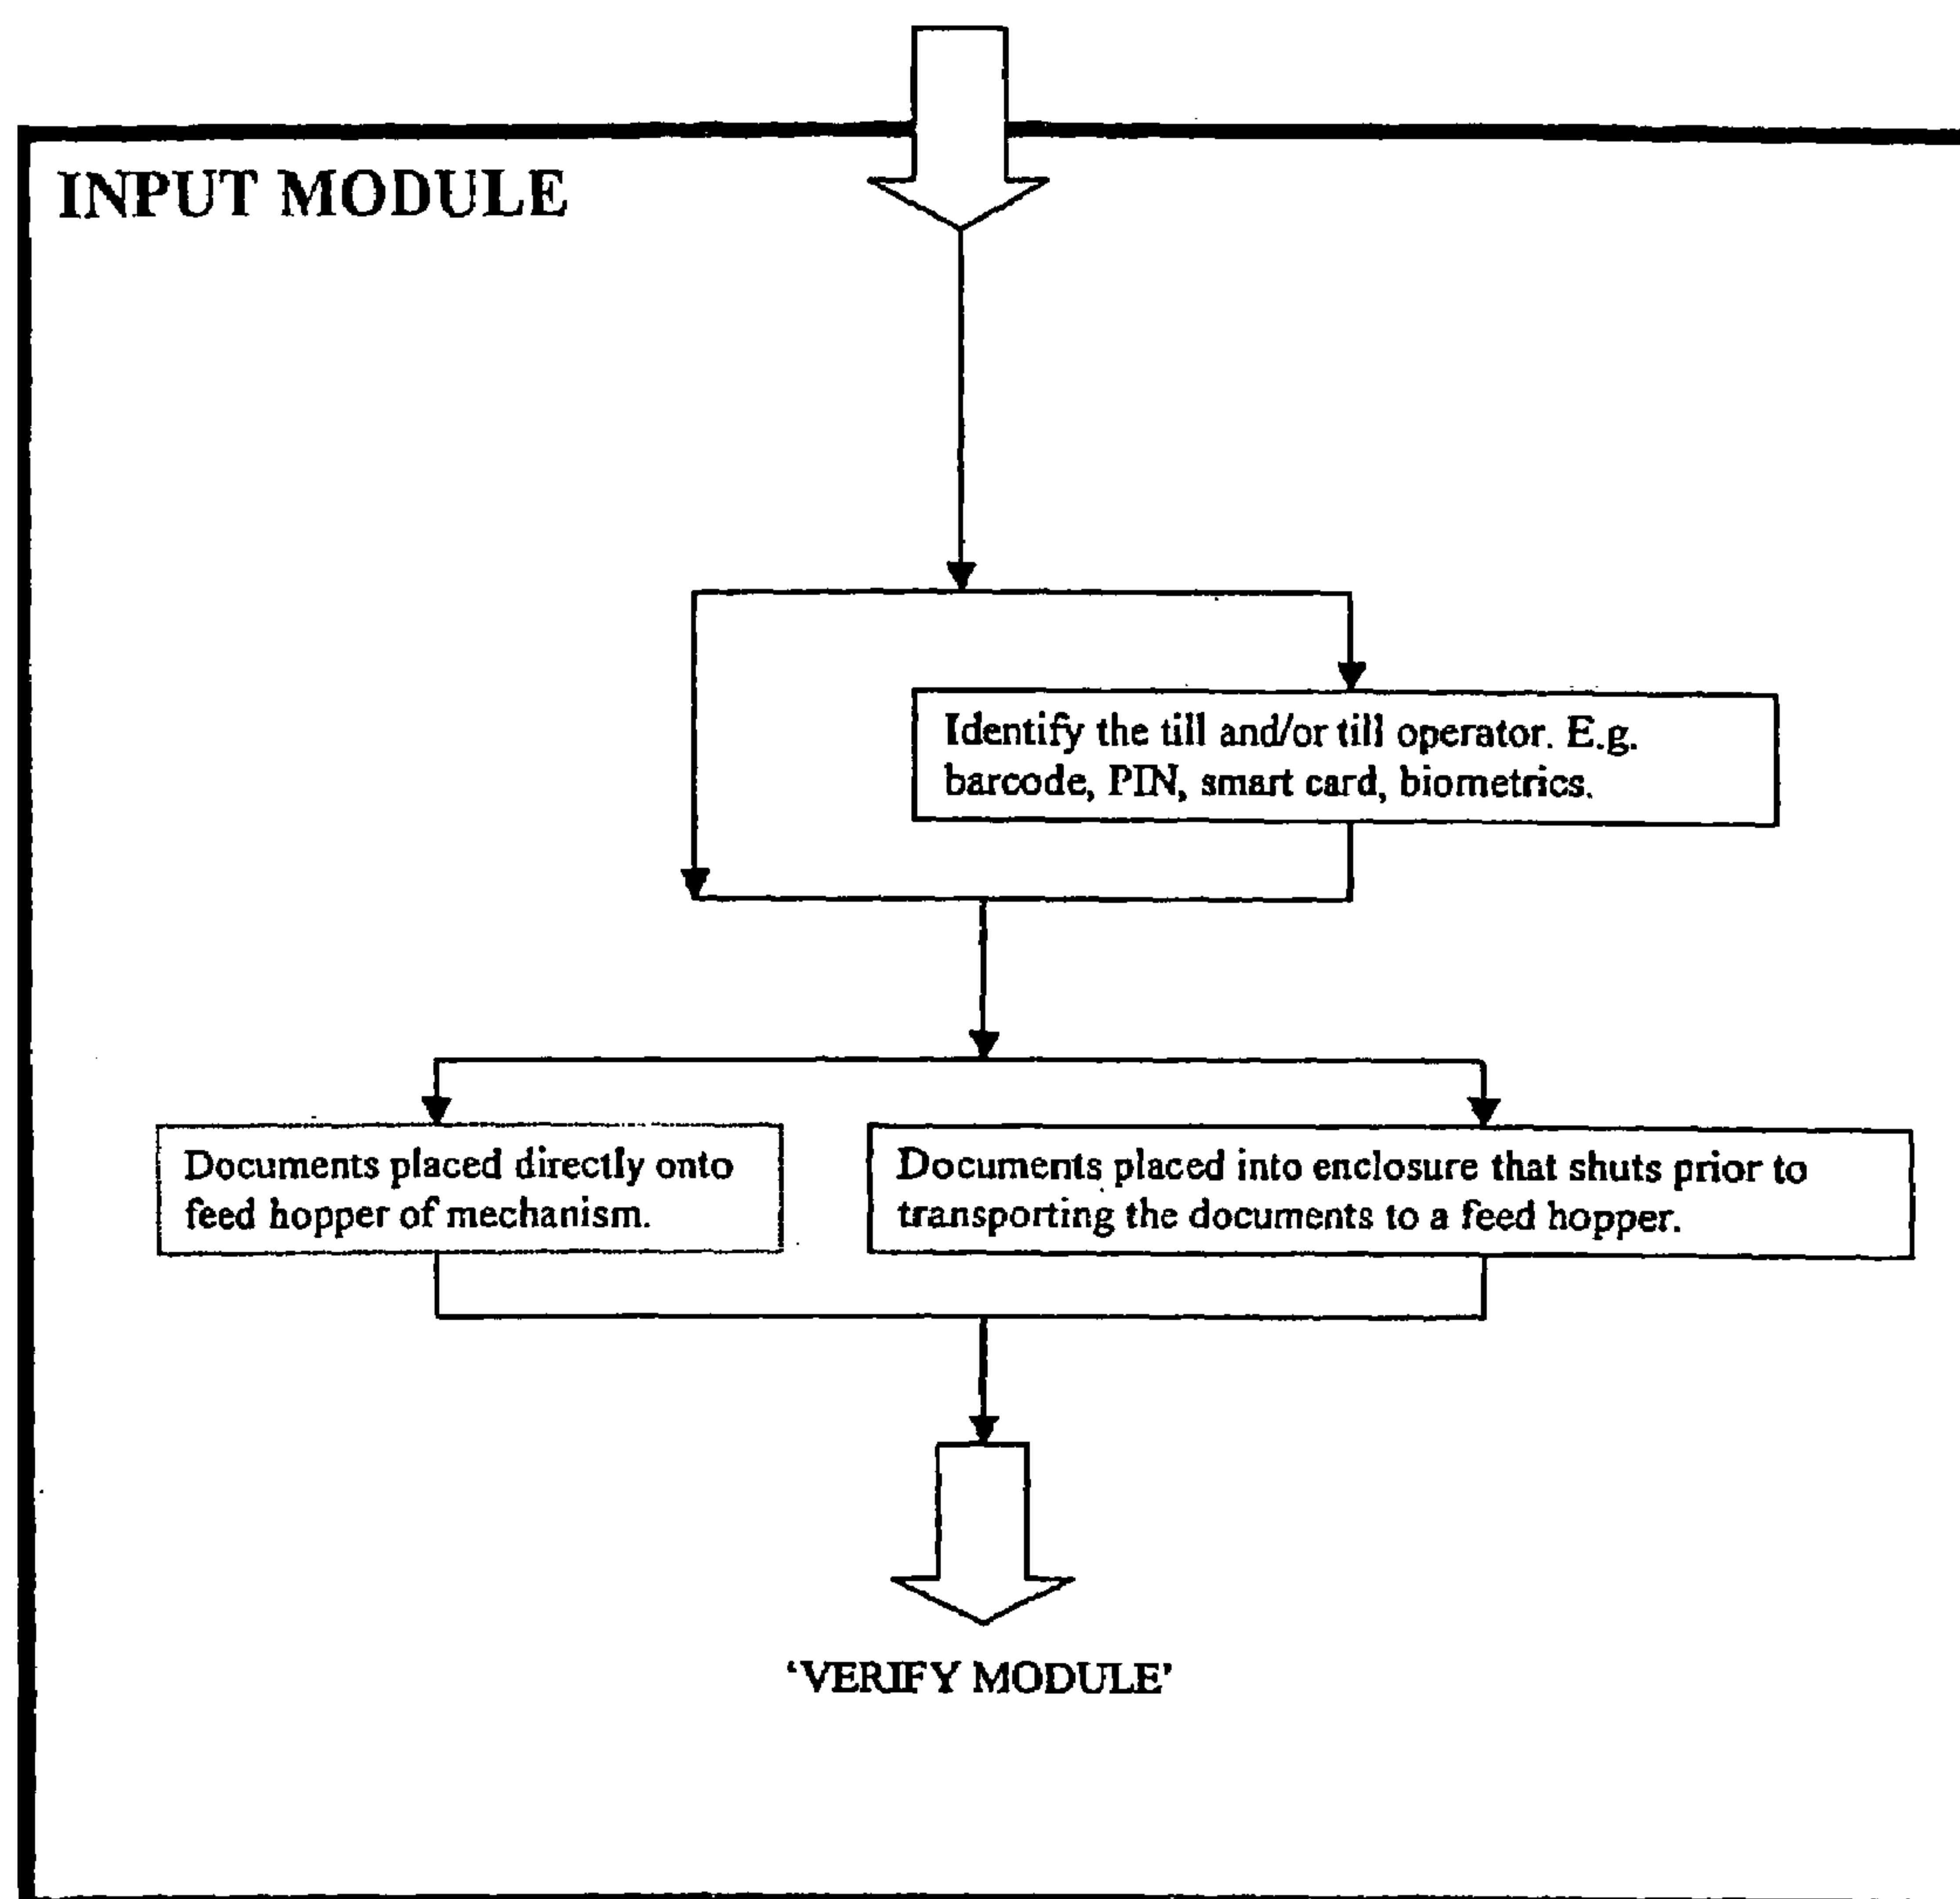 INPUT MODULE
Identify the till and/or till operator. E.g.
barcode, PIN, smart card, biometrics.
Documents placed directly onto
feed hopper of mechanism.
Documents placed into enclosure that shuts prior to
transporting the documents to a feed hopper.
‘VERIFY MODULE’